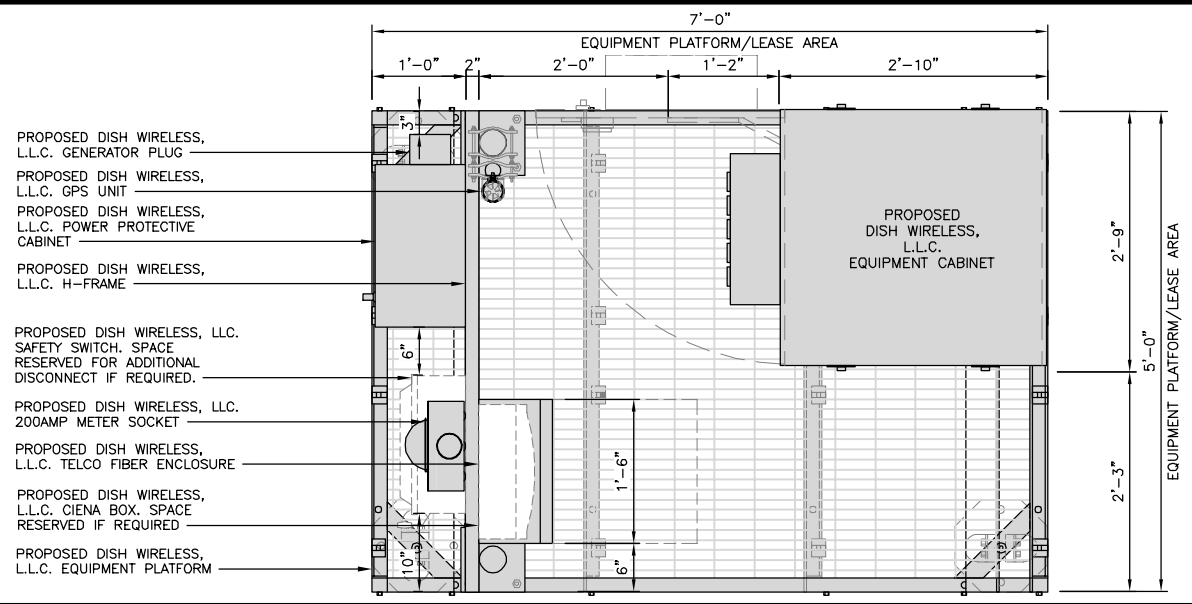 7'-0"
EQUIPMENT PLATFORM/LEASE AREA
1'-0"
2"
2'-0"
1'-2"
2'-10"
3"
PROPOSED DISH WIRELESS,
L.L.C. GENERATOR PLUG
PROPOSED DISH WIRELESS,
L.L.C. GPS UNIT
PROPOSED DISH WIRELESS,
L.L.C. POWER PROTECTIVE
CABINET
PROPOSED DISH WIRELESS,
L.L.C. H-FRAME
PROPOSED DISH WIRELESS, LLC.
SAFETY SWITCH. SPACE
RESERVED FOR ADDITIONAL
DISCONNECT IF REQUIRED.
PROPOSED DISH WIRELESS, LLC.
200AMP METER SOCKET
PROPOSED DISH WIRELESS,
L.L.C. TELCO FIBER ENCLOSURE
PROPOSED DISH WIRELESS,
L.L.C. CIENA BOX. SPACE
RESERVED IF REQUIRED
PROPOSED DISH WIRELESS,
L.L.C. EQUIPMENT PLATFORM
6"
10"
1'-6"
6"
PROPOSED
DISH WIRELESS,
L.L.C.
EQUIPMENT CABINET
2'-9"
2'-3"
5'-0"
EQUIPMENT PLATFORM/LEASE AREA